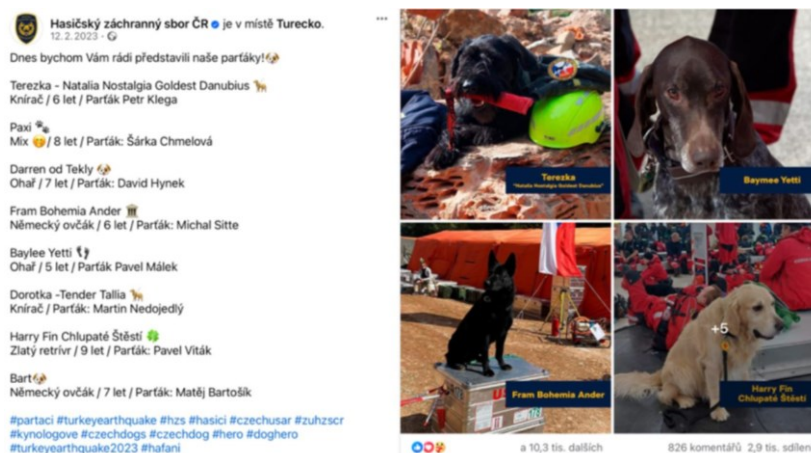 Hasičský záchranný sbor ČR je v místě Turecko.
12. 2. 2023
Dnes bychom Vám rádi představili naše parťáky!
Terezka - Natalia Nostalgia Goldest Danubius
Knírač / 6 let / Parťák Petr Klega
Paxi
Mix / 8 let / Parťák: Šárka Chmelová
Darren od Tekly
Ohař / 7 let / Parťák: David Hynek
Fram Bohemia Ander
Německý ovčák / 6 let / Parťák: Michal Sitte
Baylee Yetti
Ohař / 5 let / Parťák Pavel Málek
Dorotka -Tender Tallia
Knírač / Parťák: Martin Nedojedlý
Harry Fin Chlupaté Štěstí
Zlatý retrívr / 9 let / Parťák: Pavel Viták
Bart
Německý ovčák / 7 let / Parťák: Matěj Bartošík
#partaci #turkeyearthquake #hzs #hasici #czechusar #zuhzscr
#kynologove #czechdogs #czechdog #hero #doghero
#turkeyearthquake2023 #hafani
Terezka
"Natalia Nostalgia Goldest Danubius"
Baymee Yetti
Fram Bohemia Ander
+5
Harry Fin
Chlupaté Štěstí
a 10,3 tis. dalších
826 komentářů 2,9 tis. sdílen